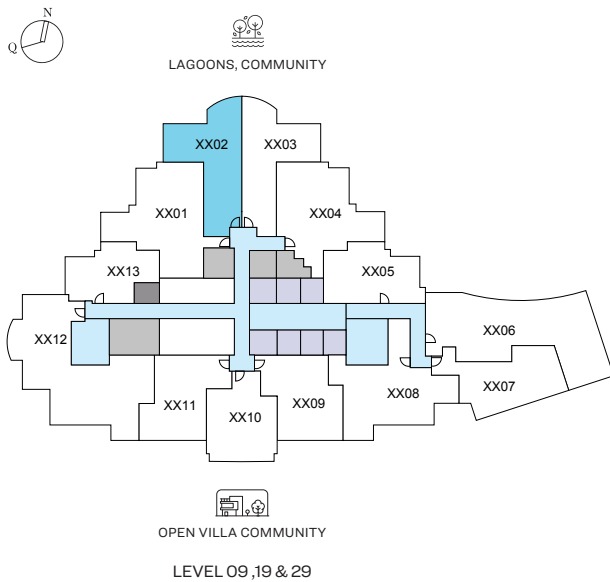 N
Q
LAGOONS, COMMUNITY
XX02
XX03
XX01
XX04
XX13
XX05
XX12
XX06
XX07
XX08
XX11
XX10
XX09
OPEN VILLA COMMUNITY
LEVEL 09 ,19 & 29